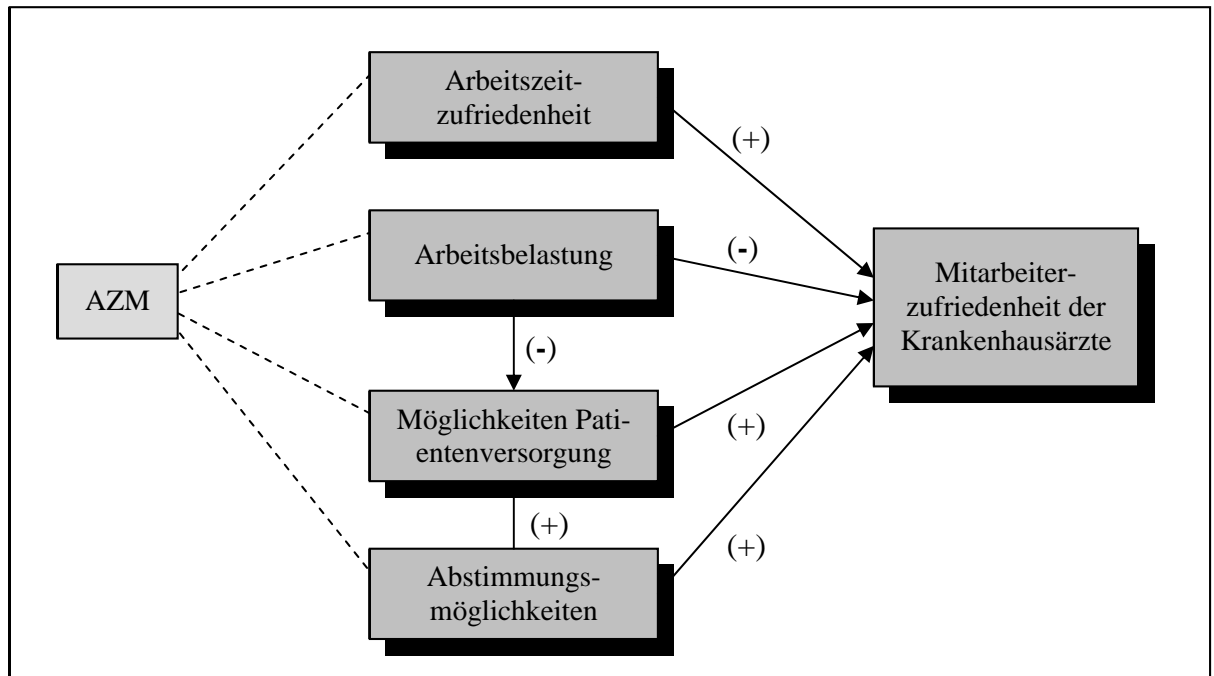 Arbeitszeit-
zufriedenheit
(+)
Arbeitsbelastung
(-)
AZM
Mitarbeiter-
zufriedenheit der
Krankenhausärzte
(-)
Möglichkeiten Pati-
entenversorgung
(+)
(+)
(+)
Abstimmungs-
möglichkeiten